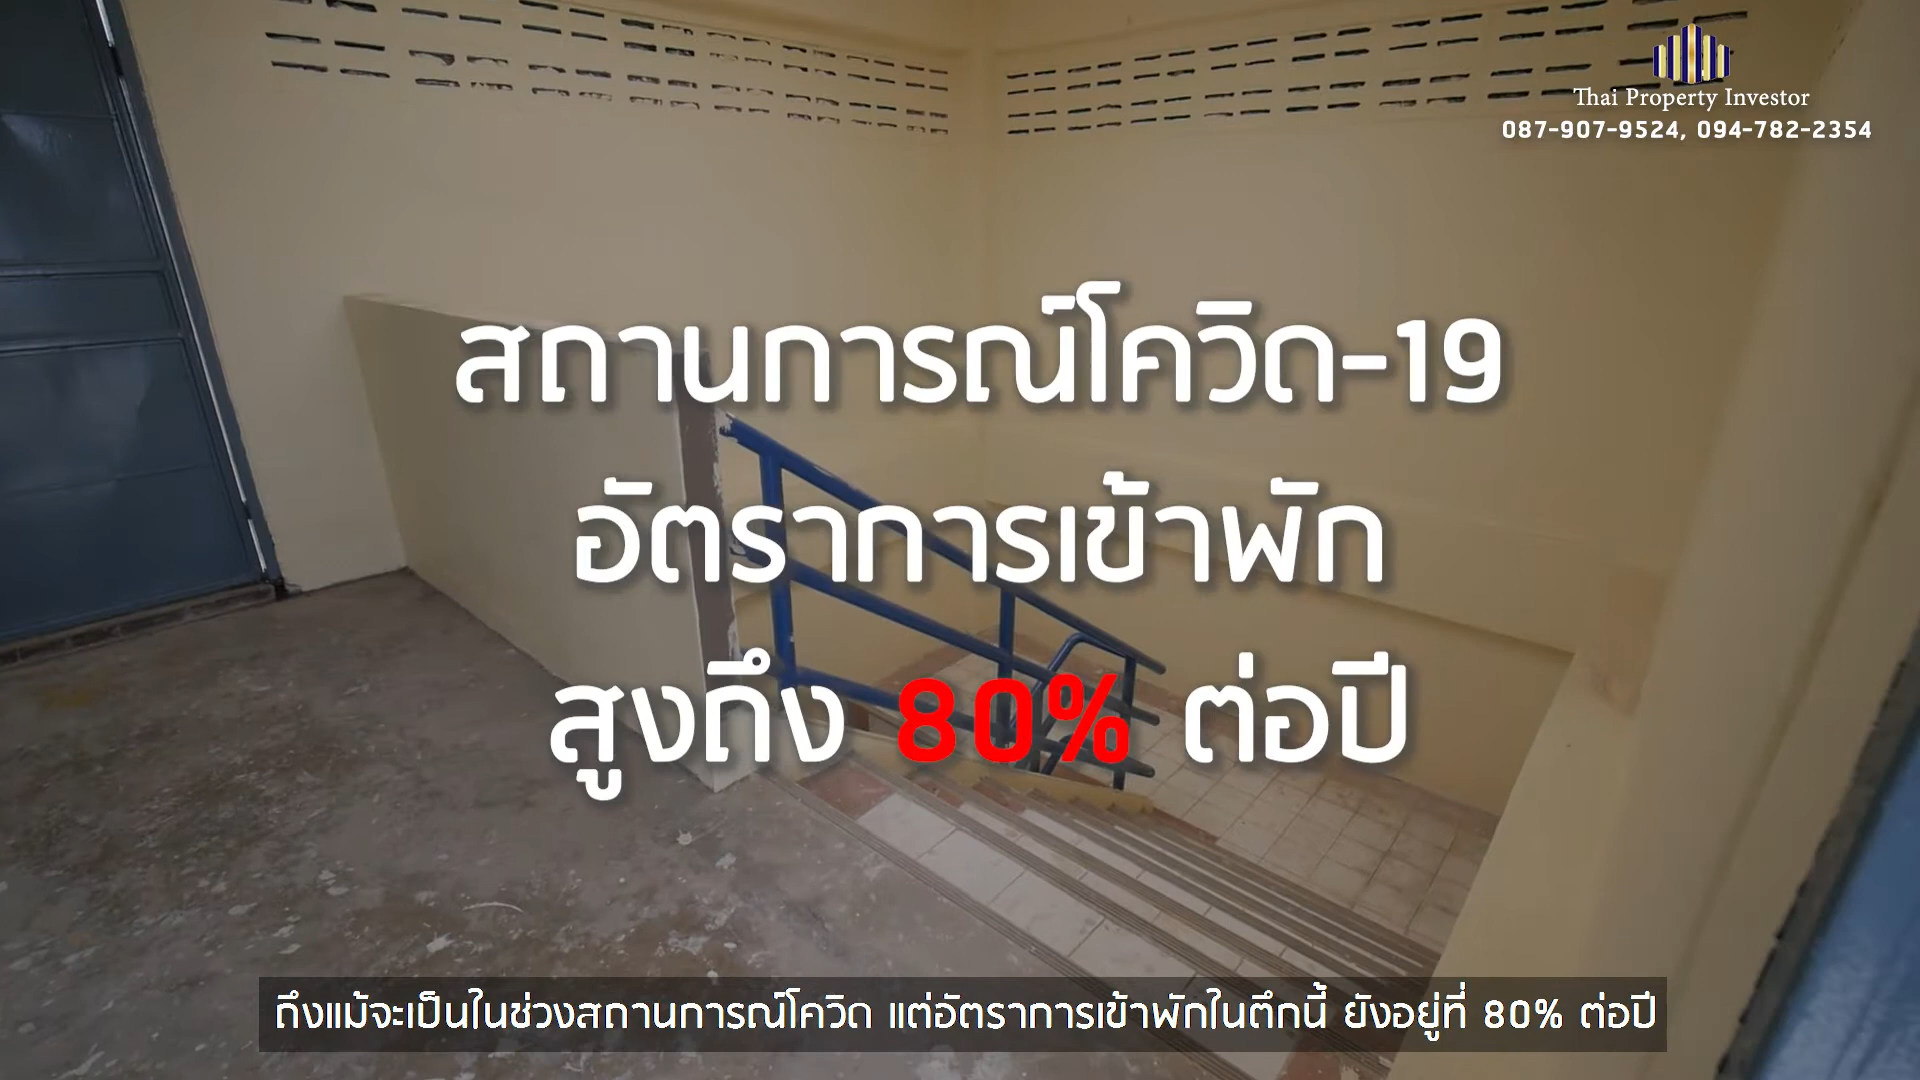 Thai Property Investor
087-907-9524, 094-782-2354
สถานการณ์โควิด-19
อัตราการเข้าพัก
สูงถึง 80% ต่อปี
ถึงแม้จะเป็นในช่วงสถานการณ์โควิด แต่อัตราการเข้าพักในตึกนี้ ยังอยู่ที่ 80% ต่อปี